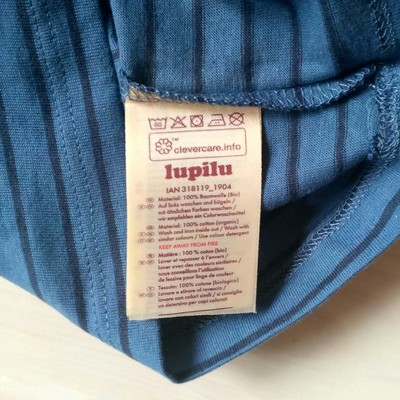 60
clevercare.info
lupilu
IAN 318119_1904
Material: 100% Baumwolle (Bio)
Auf links waschen und bügeln /
mit ähnlichen Farben waschen /
wir empfehlen ein Colorwaschmittel
Material: 100% cotton (organic)
Wash and iron inside out / Wash with
similar colours / Use colour detergent
KEEP AWAY FROM FIRE
Matière : 100 % coton (bio)
Laver et repasser à l'envers /
laver avec des couleurs similaires /
nous conseillons l'utilisation
de lessive pour linge de couleur
Tessuto: 100% cotone (biologico)
Lavare e stirare al rovescio /
lavare con colori simili / si consiglia
un detersivo per capi colorati